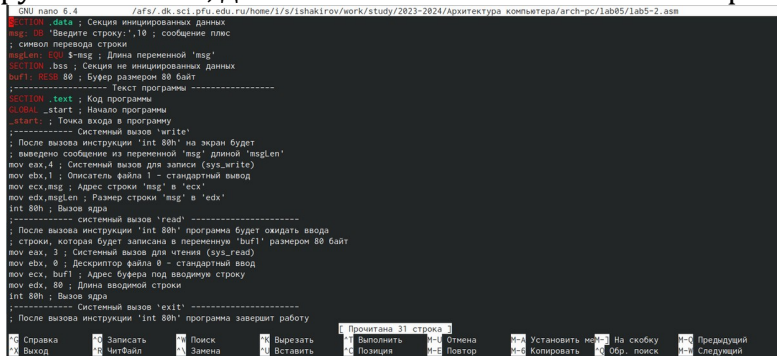 GNU nano 6.4 /afs/.dk.sci.pfu.edu.ru/home/i/s/ishakirov/work/study/2023-2024/Архитектура компьютера/arch-pc/lab05/lab5-2.asm
SECTION .data ; Секция инициированных данных
msg: DB 'Введите строку:',10 ; сообщение плюс
; символ перевода строки
msgLen: EQU $-msg ; Длина переменной 'msg'
SECTION .bss ; Секция не инициированных данных
buf1: RESB 80 ; Буфер размером 80 байт
;------------------- Текст программы -----------------
SECTION .text ; Код программы
GLOBAL _start ; Начало программы
_start: ; Точка входа в программу
;------------ Системный вызов `write`
; После вызова инструкции 'int 80h' на экран будет
; выведено сообщение из переменной 'msg' длиной 'msgLen'
mov eax,4 ; Системный вызов для записи (sys_write)
mov ebx,1 ; Описатель файла 1 - стандартный вывод
mov ecx,msg ; Адрес строки 'msg' в 'ecx'
mov edx,msgLen ; Размер строки 'msg' в 'edx'
int 80h ; Вызов ядра
;------------ системный вызов `read` ----------------------
; После вызова инструкции 'int 80h' программа будет ожидать ввода
; строки, которая будет записана в переменную 'buf1' размером 80 байт
mov eax, 3 ; Системный вызов для чтения (sys_read)
mov ebx, 0 ; Дескриптор файла 0 - стандартный ввод
mov ecx, buf1 ; Адрес буфера под вводимую строку
mov edx, 80 ; Длина вводимой строки
int 80h ; Вызов ядра
;------------ Системный вызов `exit` ----------------------
; После вызова инструкции 'int 80h' программа завершит работу
[ Прочитана 31 строка ]
^G Справка ^O Записать ^W Поиск ^K Вырезать ^T Выполнить M-U Отмена M-A Установить ме M-] На скобку M-Q Предыдущий
^X Выход ^R ЧитФайл ^\ Замена ^U Вставить ^C Позиция M-E Повтор M-6 Копировать ^Q Обр. поиск M-W Следующий